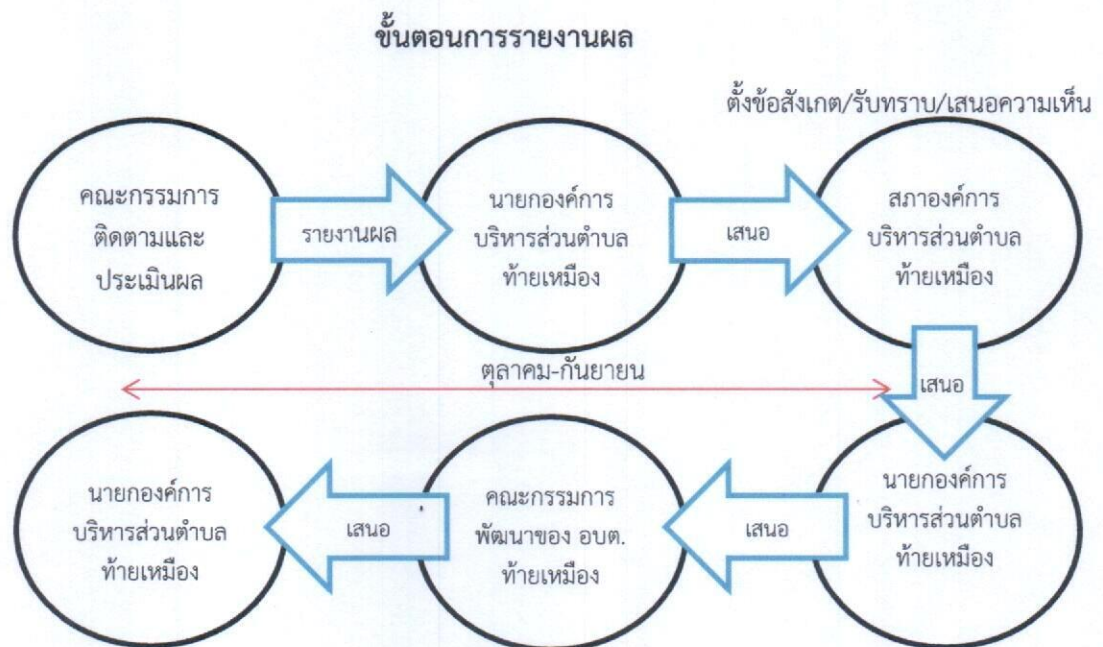 ขั้นตอนการรายงานผล
ตั้งข้อสังเกต/รับทราบ/เสนอความเห็น
คณะกรรมการ
ติดตามและ
ประเมินผล
รายงานผล
นายกองค์การ
บริหารส่วนตำบล
ท้ายเหมือง
เสนอ
สภาองค์การ
บริหารส่วนตำบล
ท้ายเหมือง
เสนอ
ตุลาคม-กันยายน
นายกองค์การ
บริหารส่วนตำบล
ท้ายเหมือง
เสนอ
คณะกรรมการ
พัฒนาของ อบต.
ท้ายเหมือง
เสนอ
นายกองค์การ
บริหารส่วนตำบล
ท้ายเหมือง